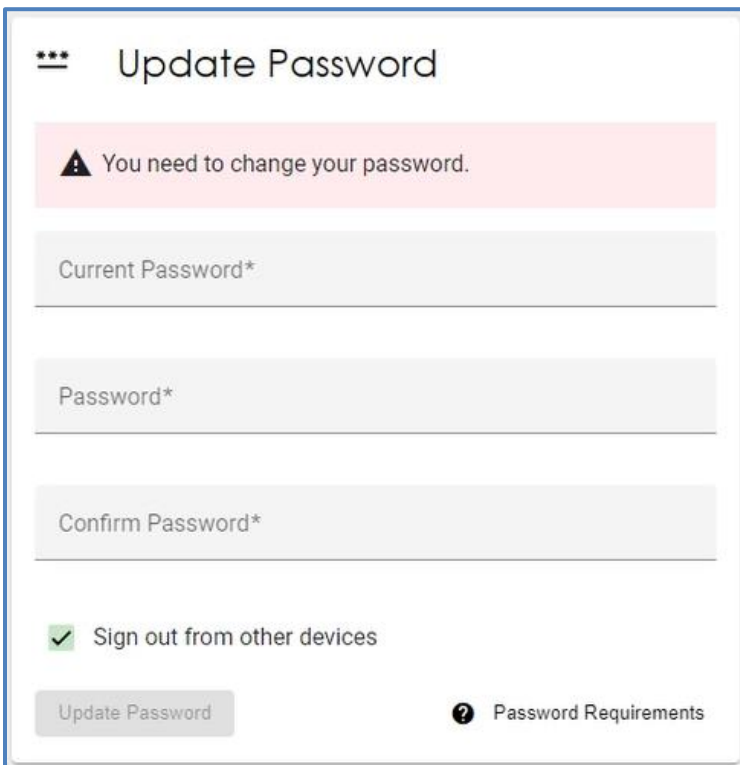 Update Password
You need to change your password.
Current Password*
Password*
Confirm Password*
Sign out from other devices
Update Password
Password Requirements